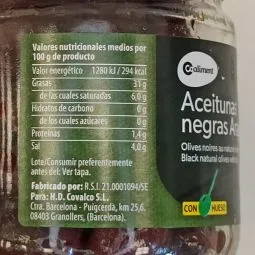 Valores nutricionales medios por
100 g de producto
Valor energético 1280 kJ / 294 kcal
Grasas 31 g
de las cuales saturadas 6,0 g
Hidratos de carbono 0 g
de los cuales azúcares 0 g
Proteínas 1,4 g
Sal 4,0 g
Lote/Consumir preferentemente
antes del: Ver tapa.
Fabricado por: R.S.I. 21.0001094/SE
Para: H.D. Covalco S.L.
Ctra. Barcelona - Puigcerdà, km 25,6.
08403 Granollers, (Barcelona).
aliment
Aceitunas
negras
Olives noires au nature
Black natural olives
CON HUESO